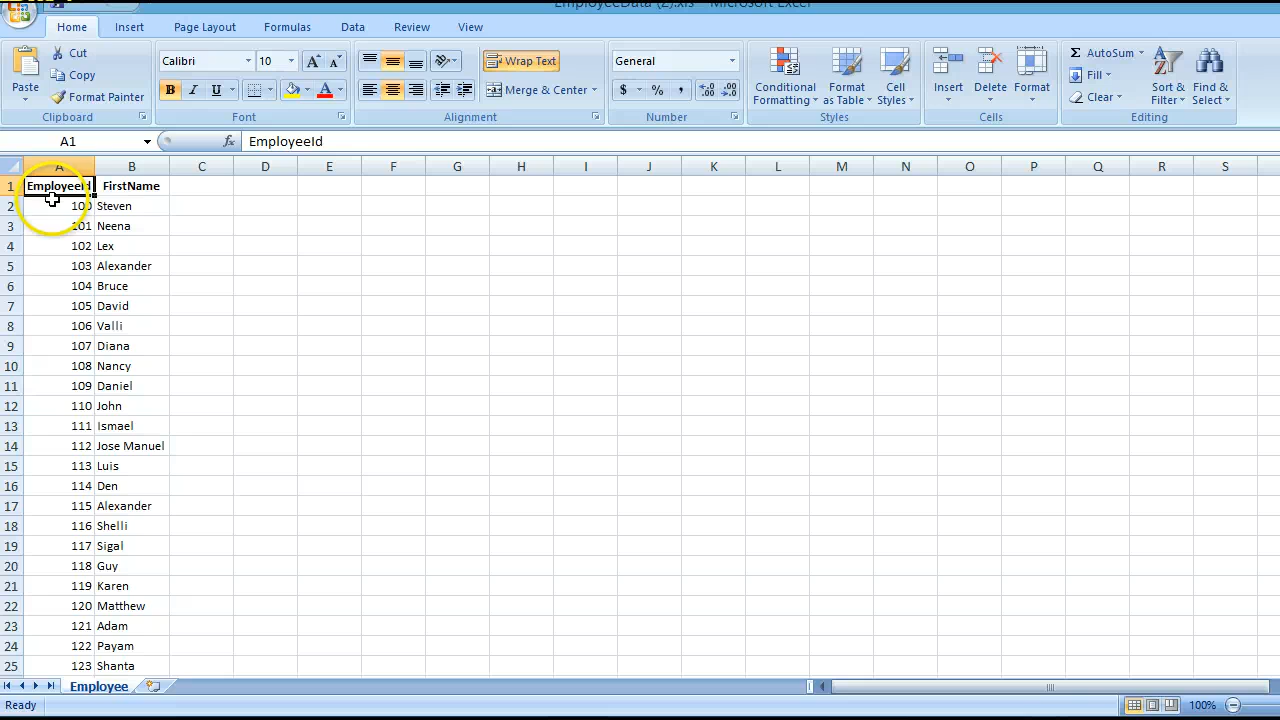 EmployeeData (2).xls - Microsoft Excel
Home Insert Page Layout Formulas Data Review View
Paste Cut Calibri 10 Wrap Text General Conditional Formatting Format as Table Cell Styles Insert Delete Format AutoSum Sort & Filter Find & Select
Copy B I U A Merge & Center $ % , Fill
Format Painter Clear
Clipboard Font Alignment Number Styles Cells Editing
A1 fx EmployeeId
A B C D E F G H I J K L M N O P Q R S
1 EmployeeId FirstName
2 100 Steven
3 101 Neena
4 102 Lex
5 103 Alexander
6 104 Bruce
7 105 David
8 106 Valli
9 107 Diana
10 108 Nancy
11 109 Daniel
12 110 John
13 111 Ismael
14 112 Jose Manuel
15 113 Luis
16 114 Den
17 115 Alexander
18 116 Shelli
19 117 Sigal
20 118 Guy
21 119 Karen
22 120 Matthew
23 121 Adam
24 122 Payam
25 123 Shanta
Employee
Ready 100%